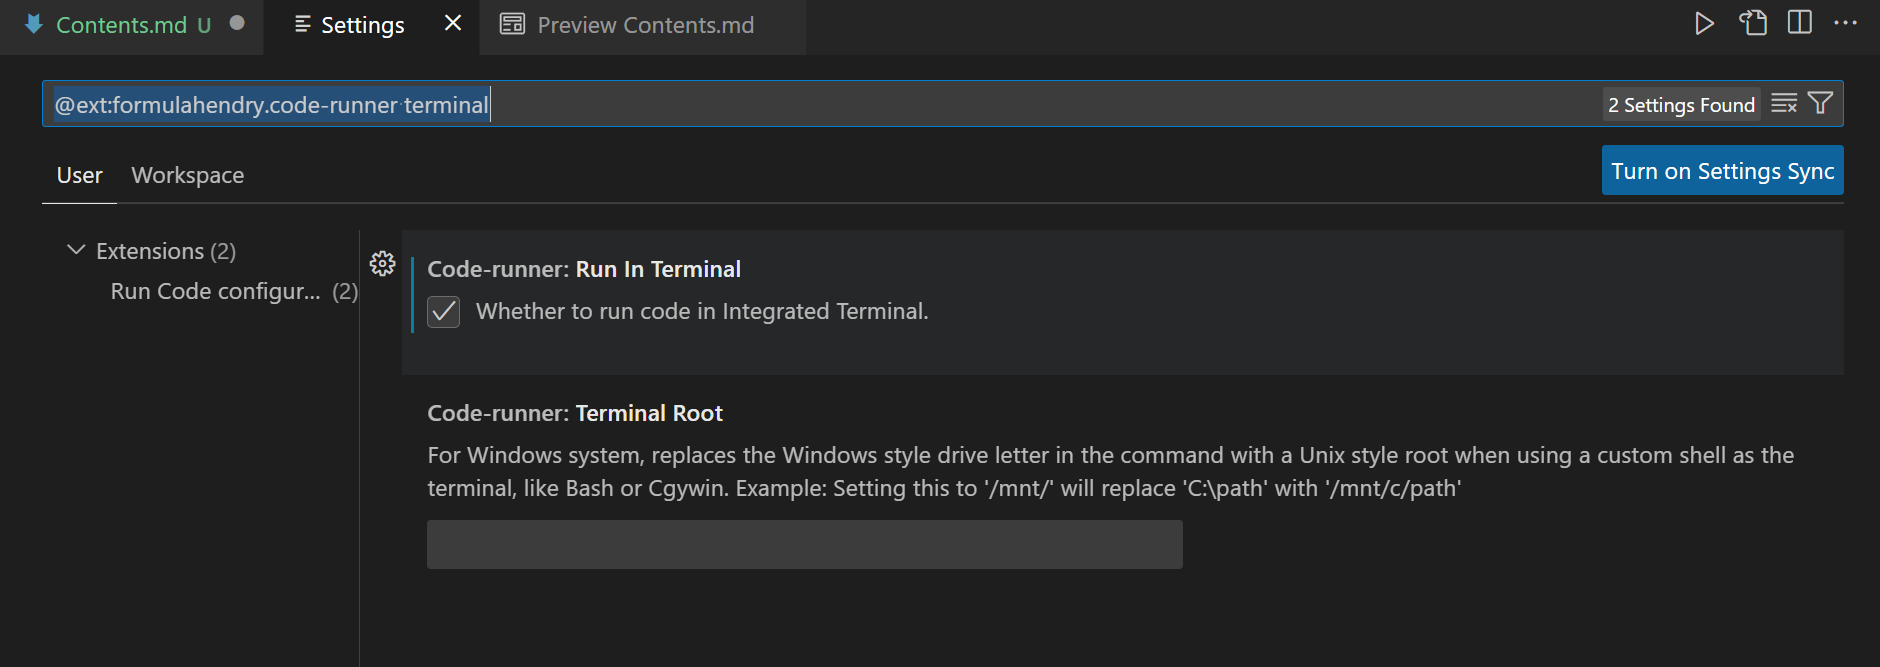 Contents.md U
Settings
Preview Contents.md
@ext:formulahendry.code-runner terminal
2 Settings Found
User
Workspace
Turn on Settings Sync
Extensions (2)
Run Code configur... (2)
Code-runner: Run In Terminal
Whether to run code in Integrated Terminal.
Code-runner: Terminal Root
For Windows system, replaces the Windows style drive letter in the command with a Unix style root when using a custom shell as the
terminal, like Bash or Cgywin. Example: Setting this to '/mnt/' will replace 'C:\path' with '/mnt/c/path'